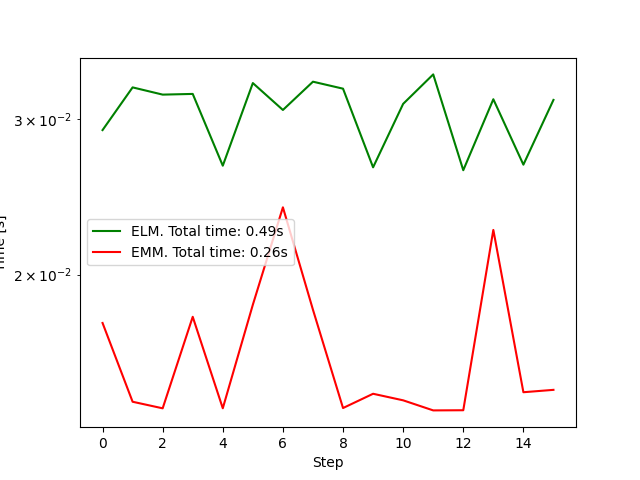 3 × 10⁻²
2 × 10⁻²
Time [s]
ELM. Total time: 0.49s
EMM. Total time: 0.26s
0 2 4 6 8 10 12 14
Step